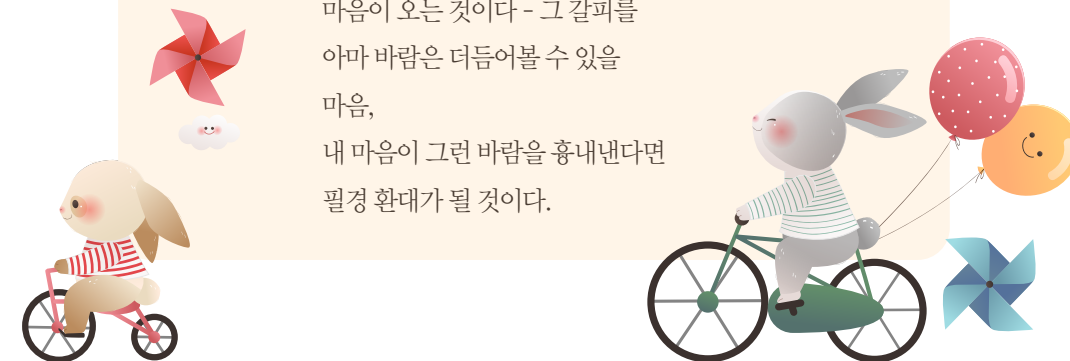 마음이 오는 것이다 - 그 갈피를
아마 바람은 더듬어볼 수 있을
마음,
내 마음이 그런 바람을 흉내낸다면
필경 환대가 될 것이다.